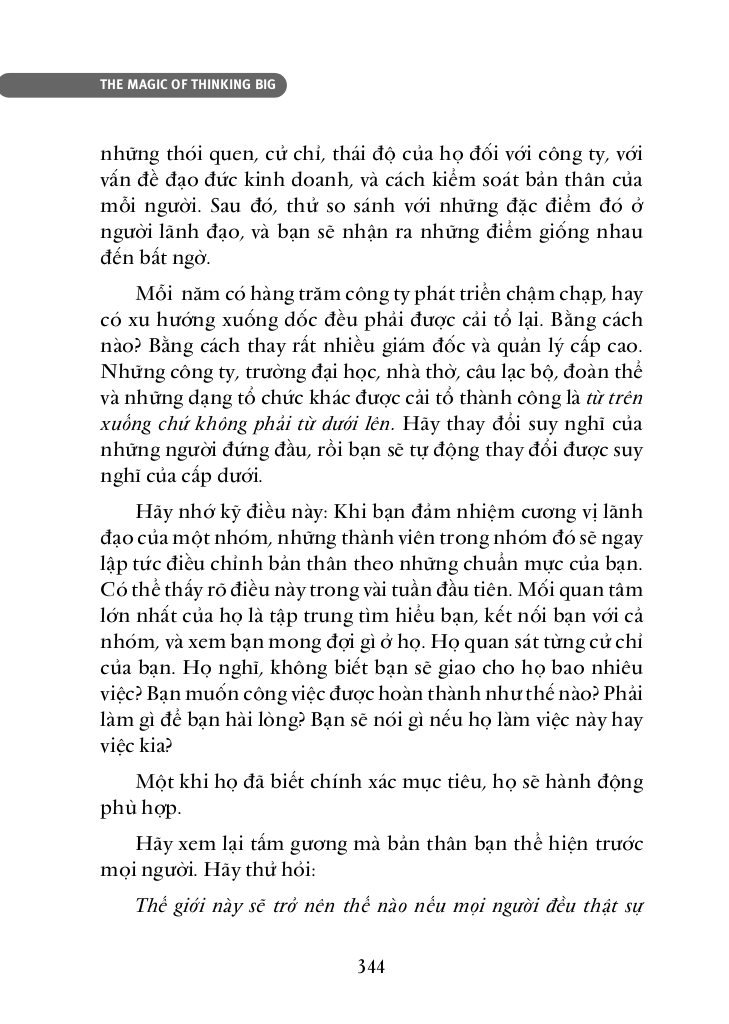 THE MAGIC OF THINKING BIG
những thói quen, cử chỉ, thái độ của họ đối với công ty, với
vấn đề đạo đức kinh doanh, và cách kiểm soát bản thân của
mỗi người. Sau đó, thử so sánh với những đặc điểm đó ở
người lãnh đạo, và bạn sẽ nhận ra những điểm giống nhau
đến bất ngờ.
Mỗi năm có hàng trăm công ty phát triển chậm chạp, hay
có xu hướng xuống dốc đều phải được cải tổ lại. Bằng cách
nào? Bằng cách thay rất nhiều giám đốc và quản lý cấp cao.
Những công ty, trường đại học, nhà thờ, câu lạc bộ, đoàn thể
và những dạng tổ chức khác được cải tổ thành công là từ trên
xuống chứ không phải từ dưới lên. Hãy thay đổi suy nghĩ của
những người đứng đầu, rồi bạn sẽ tự động thay đổi được suy
nghĩ của cấp dưới.
Hãy nhớ kỹ điều này: Khi bạn đảm nhiệm cương vị lãnh
đạo của một nhóm, những thành viên trong nhóm đó sẽ ngay
lập tức điều chỉnh bản thân theo những chuẩn mực của bạn.
Có thể thấy rõ điều này trong vài tuần đầu tiên. Mối quan tâm
lớn nhất của họ là tập trung tìm hiểu bạn, kết nối bạn với cả
nhóm, và xem bạn mong đợi gì ở họ. Họ quan sát từng cử chỉ
của bạn. Họ nghĩ, không biết bạn sẽ giao cho họ bao nhiêu
việc? Bạn muốn công việc được hoàn thành như thế nào? Phải
làm gì để bạn hài lòng? Bạn sẽ nói gì nếu họ làm việc này hay
việc kia?
Một khi họ đã biết chính xác mục tiêu, họ sẽ hành động
phù hợp.
Hãy xem lại tấm gương mà bản thân bạn thể hiện trước
mọi người. Hãy thử hỏi:
Thế giới này sẽ trở nên thế nào nếu mọi người đều thật sự
344